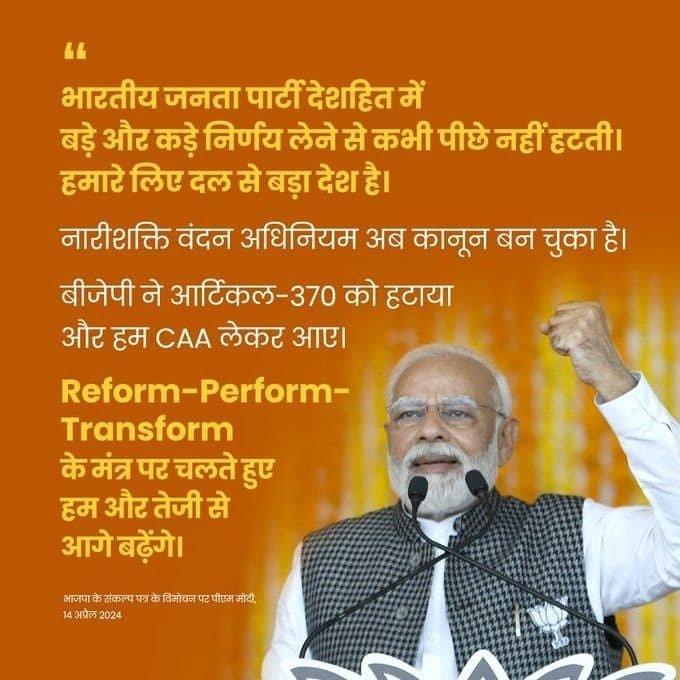 “
भारतीय जनता पार्टी देशहित में
बड़े और कड़े निर्णय लेने से कभी पीछे नहीं हटती।
हमारे लिए दल से बड़ा देश है।
नारीशक्ति वंदन अधिनियम अब कानून बन चुका है।
बीजेपी ने आर्टिकल-370 को हटाया
और हम CAA लेकर आए।
Reform-Perform-
Transform
के मंत्र पर चलते हुए
हम और तेजी से
आगे बढ़ेंगे।
भाजपा के संकल्प पत्र के विमोचन पर पीएम मोदी,
14 अप्रेल 2024